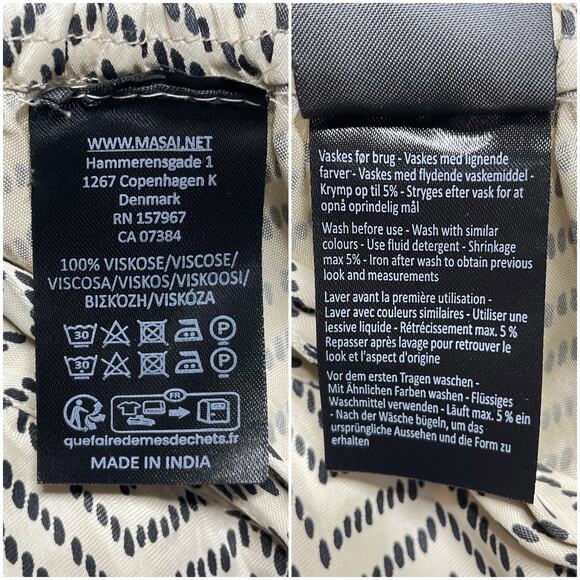 WWW.MASAI.NET
Hammerensgade 1
1267 Copenhagen K
Denmark
RN 157967
CA 07384
100% VISKOSE/VISCOSE/
VISCOSA/VISKOS/VISKOOSI/
ΒΙΣΚΌΖΗ/VISKÓZA
30 P
30 P
FR
quefairedemesdechets.fr
MADE IN INDIA
Vaskes før brug - Vaskes med lignende
farver - Vaskes med flydende vaskemiddel -
Krymp op til 5% - Stryges efter vask for at
opnå oprindelig mål
Wash before use - Wash with similar
colours - Use fluid detergent - Shrinkage
max 5% - Iron after wash to obtain previous
look and measurements
Laver avant la première utilisation -
Laver avec couleurs similaires - Utiliser une
lessive liquide - Rétrécissement max. 5 %
Repasser après lavage pour retrouver le
look et l'aspect d'origine
Vor dem ersten Tragen waschen -
Mit Ähnlichen Farben washen - Flüssiges
Waschmittel verwenden - Läuft max. 5 % ein
- Nach der Wäsche bügeln, um das
ursprüngliche Aussehen und die Form zu
erhalten